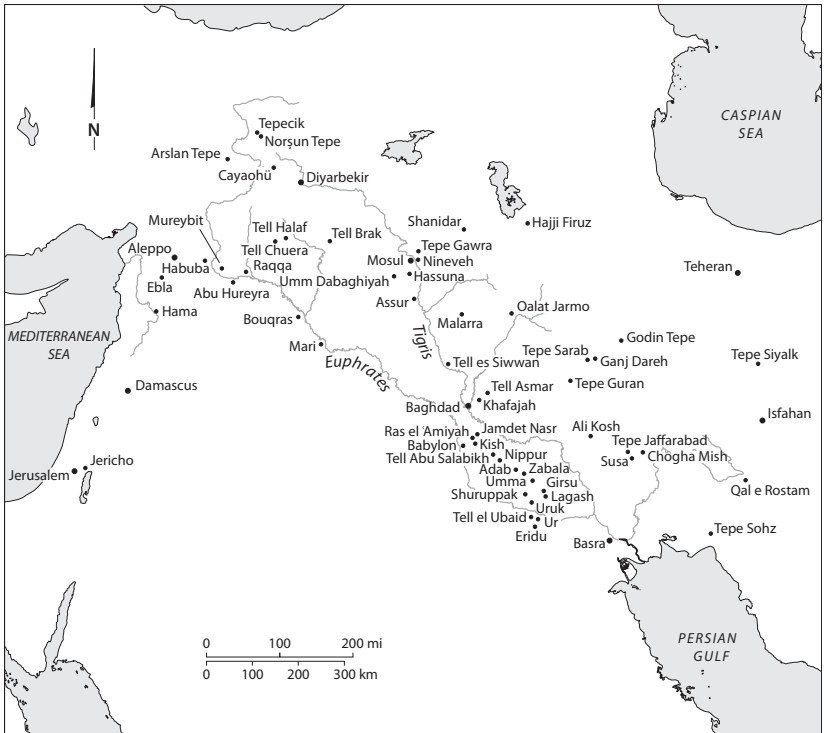 CASPIAN
SEA
N
Tepecik
Norşun Tepe
Arslan Tepe
Cayaohü
Diyarbekir
Mureybit
Tell Halaf
Tell Brak
Shanidar
Hajji Firuz
Aleppo
Tell Chuera
Tepe Gawra
Mosul
Nineveh
Habuba
Raqqa
Umm Dabaghiyah
Hassuna
Teheran
Ebla
Abu Hureyra
Assur
Hama
Bouqras
Malarra
Oalat Jarmo
MEDITERRANEAN
SEA
Mari
Tigris
Euphrates
Godin Tepe
Tepe Sarab
Ganj Dareh
Tepe Siyalk
Tell es Siwwan
Tepe Guran
Damascus
Tell Asmar
Baghdad
Khafajah
Isfahan
Ras el ‘Amiyah
Jamdet Nasr
Ali Kosh
Babylon
Kish
Tepe Jaffarabad
Tell Abu Salabikh
Nippur
Susa
Chogha Mish
Jericho
Jerusalem
Adab
Zabala
Umma
Girsu
Qal e Rostam
Shuruppak
Lagash
Uruk
Tell el Ubaid
Ur
Eridu
Basra
Tepe Sohz
0 100 200 mi
0 100 200 300 km
PERSIAN
GULF